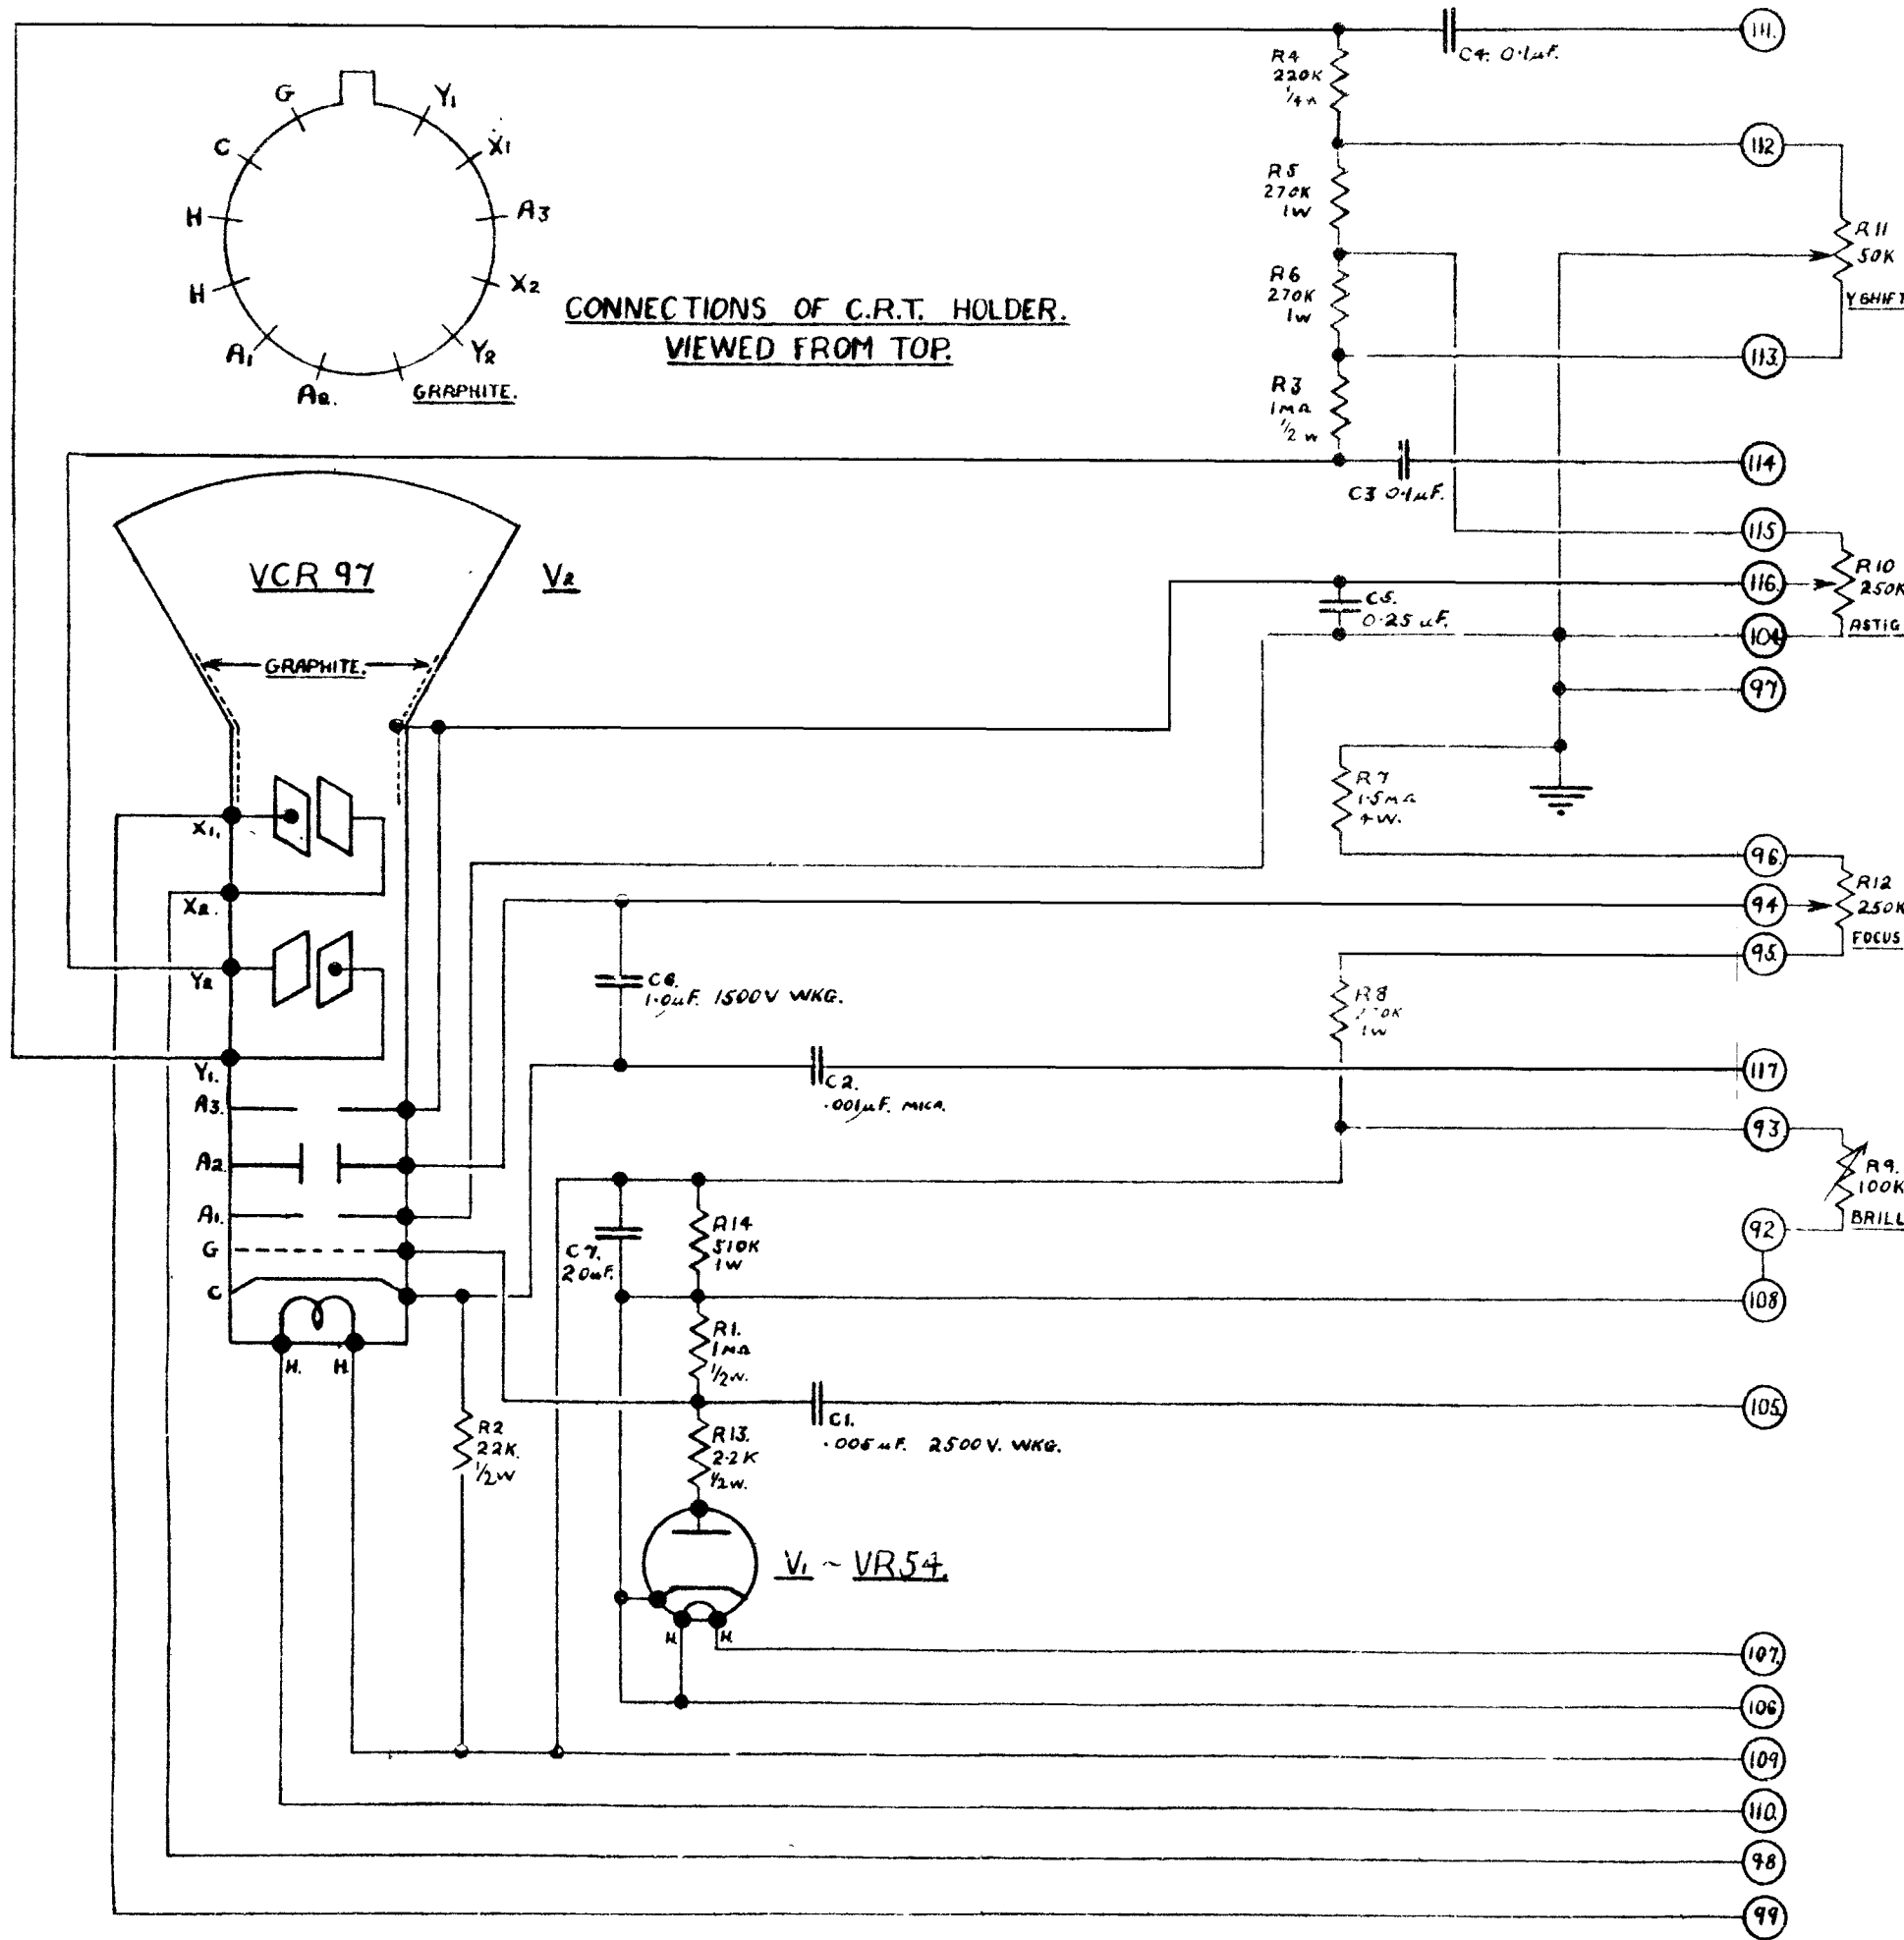 111.
C4. 0.1µF.
R4
220K
1/4 W
G
Y1
C
X1
112
R5
270K
1W
H
A3
R11
50K
Y SHIFT
H
X2
R6
270K
1W
CONNECTIONS OF C.R.T. HOLDER.
VIEWED FROM TOP.
A1
Y2
A2.
GRAPHITE.
113.
R3
1MΩ
1/2 W
114
C3 0.1µF.
115
VCR 97
V2
R10
250K
ASTIG
116.
C5.
0.25 µF.
104
GRAPHITE.
97
R7
1.5MΩ
X1.
96.
R12
250K
FOCUS
X2.
94
95.
Y2
C6.
1.0µF. 1500V WKG.
R8
1W
117
Y1.
C2.
.001µF. MICA.
A3.
93
A2
R9.
100K
BRILL
A1.
R14
510K
1W
92
G
C7.
C
108
R1.
1MΩ
1/2W.
H. H
105.
C1.
.005 µF. 2500V. WKG.
R2
22K.
1/2W
R13.
2.2K
1/2W.
V1 ~ VR54.
H H
107.
106
109
110.
98
99